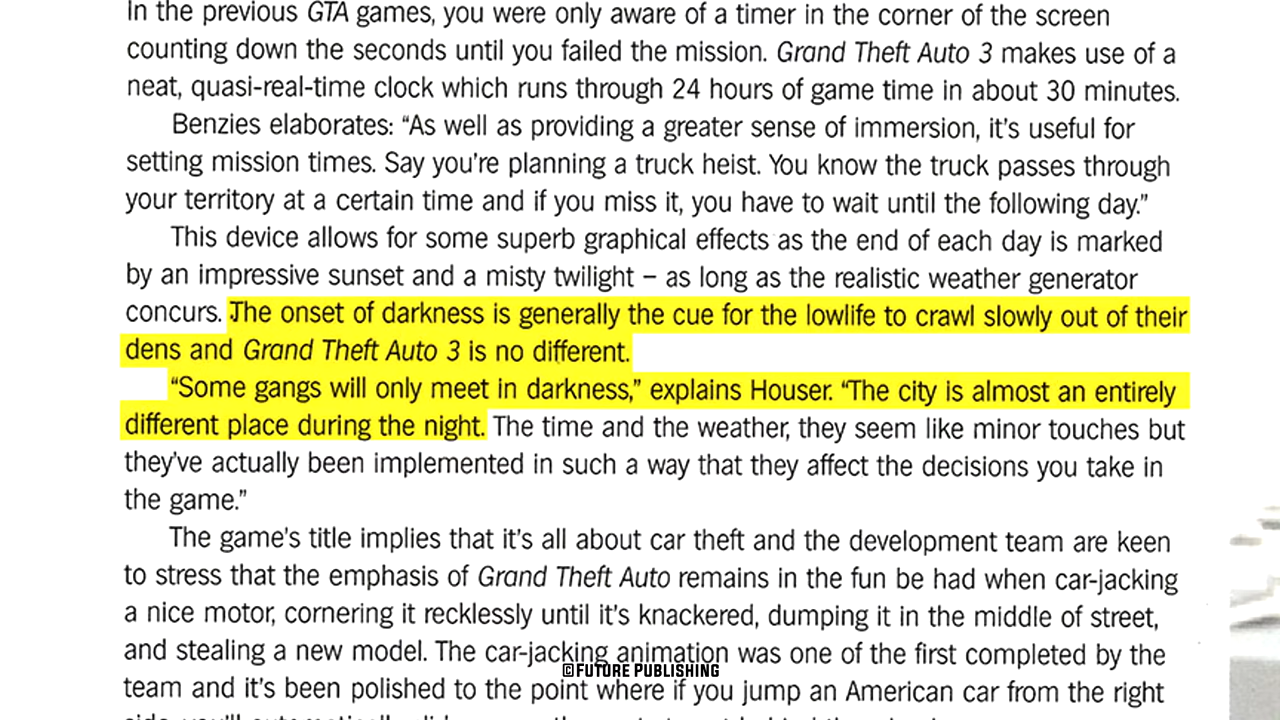 In the previous GTA games, you were only aware of a timer in the corner of the screen
counting down the seconds until you failed the mission. Grand Theft Auto 3 makes use of a
neat, quasi-real-time clock which runs through 24 hours of game time in about 30 minutes.
Benzies elaborates: “As well as providing a greater sense of immersion, it’s useful for
setting mission times. Say you’re planning a truck heist. You know the truck passes through
your territory at a certain time and if you miss it, you have to wait until the following day.”
This device allows for some superb graphical effects as the end of each day is marked
by an impressive sunset and a misty twilight – as long as the realistic weather generator
concurs. The onset of darkness is generally the cue for the lowlife to crawl slowly out of their
dens and Grand Theft Auto 3 is no different.
“Some gangs will only meet in darkness,” explains Houser. “The city is almost an entirely
different place during the night. The time and the weather, they seem like minor touches but
they’ve actually been implemented in such a way that they affect the decisions you take in
the game.”
The game's title implies that it’s all about car theft and the development team are keen
to stress that the emphasis of Grand Theft Auto remains in the fun be had when car-jacking
a nice motor, cornering it recklessly until it’s knackered, dumping it in the middle of street,
and stealing a new model. The car-jacking animation was one of the first completed by the
©FUTURE PUBLISHING
team and it’s been polished to the point where if you jump an American car from the right